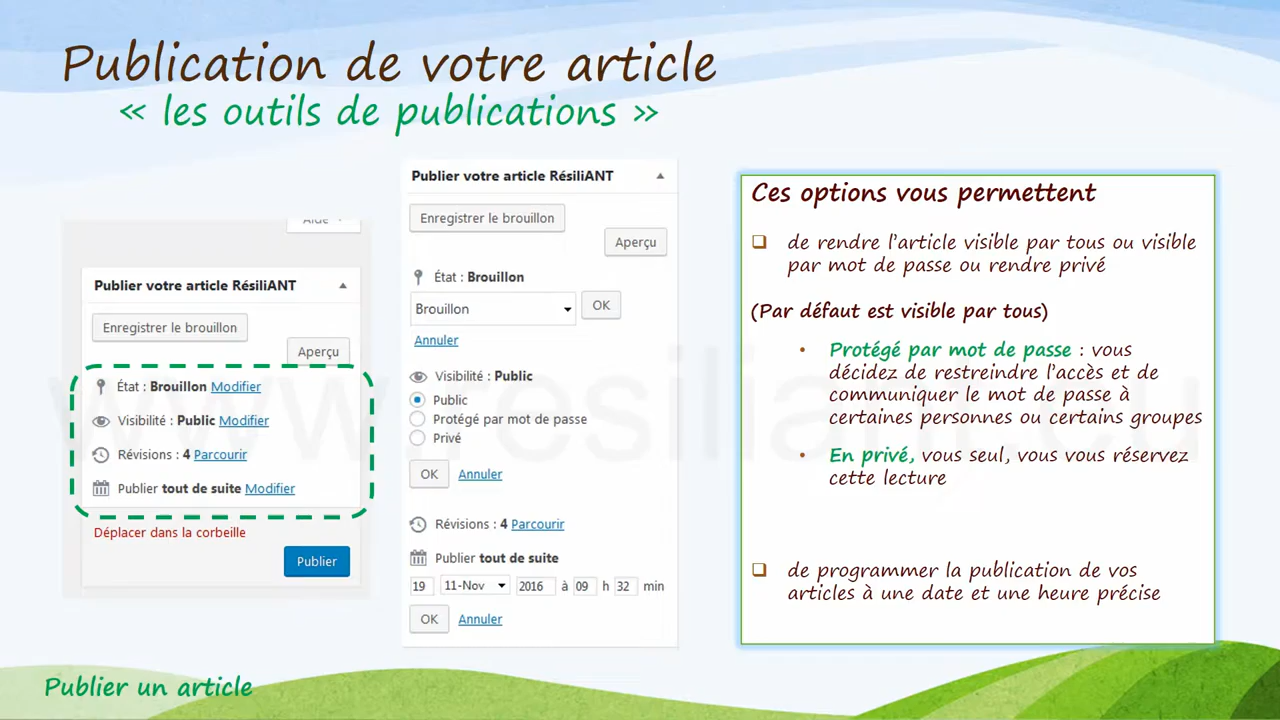 Publication de votre article
« les outils de publications »
Publier votre article RésiliANT
Enregistrer le brouillon
Aperçu
État : Brouillon Modifier
Visibilité : Public Modifier
Révisions : 4 Parcourir
Publier tout de suite Modifier
Déplacer dans la corbeille
Publier
Publier votre article RésiliANT
Enregistrer le brouillon
Aperçu
État : Brouillon
Brouillon OK
Annuler
Visibilité : Public
Public
Protégé par mot de passe
Privé
OK Annuler
Révisions : 4 Parcourir
Publier tout de suite
19 11-Nov 2016 à 09 h 32 min
OK Annuler
Ces options vous permettent
de rendre l'article visible par tous ou visible
par mot de passe ou rendre privé
(Par défaut est visible par tous)
• Protégé par mot de passe : vous
décidez de restreindre l'accès et de
communiquer le mot de passe à
certaines personnes ou certains groupes
• En privé, vous seul, vous vous réservez
cette lecture
de programmer la publication de vos
articles à une date et une heure précise
www.resiliant.eu
Publier un article